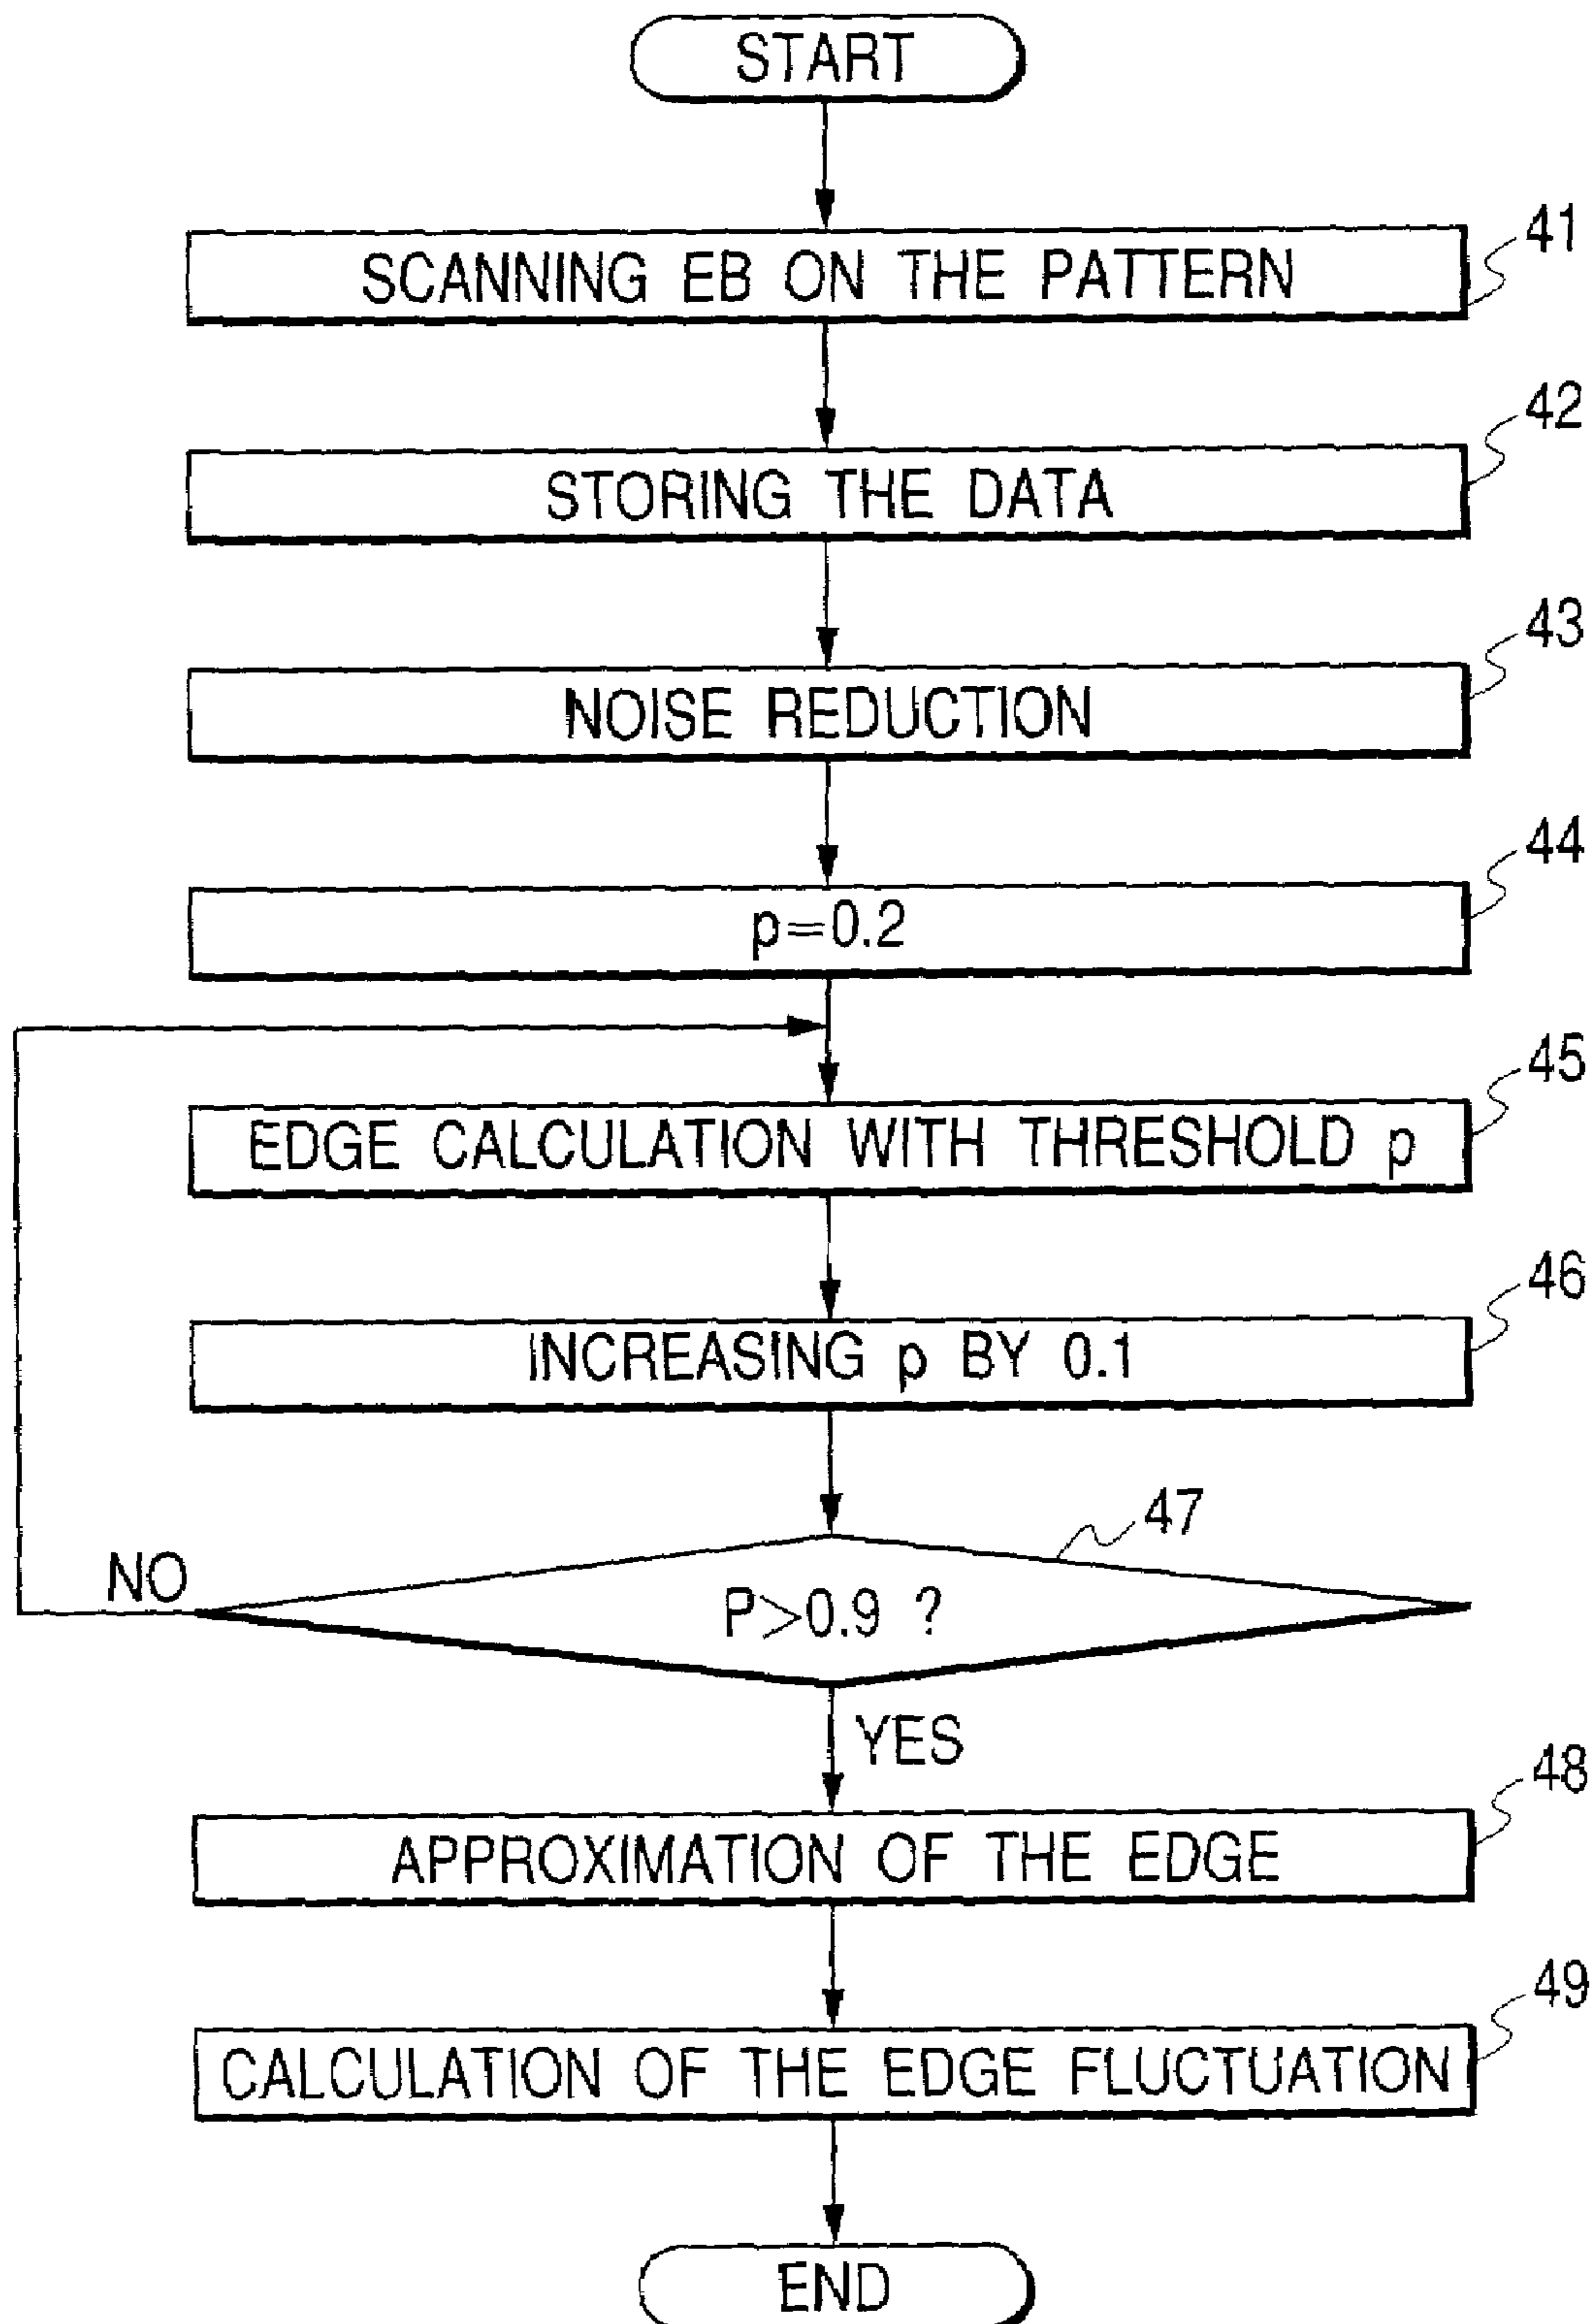 START
SCANNING EB ON THE PATTERN
41
STORING THE DATA
42
NOISE REDUCTION
43
p=0.2
44
EDGE CALCULATION WITH THRESHOLD p
45
INCREASING p BY 0.1
46
P>0.9 ?
47
NO
YES
APPROXIMATION OF THE EDGE
48
CALCULATION OF THE EDGE FLUCTUATION
49
END